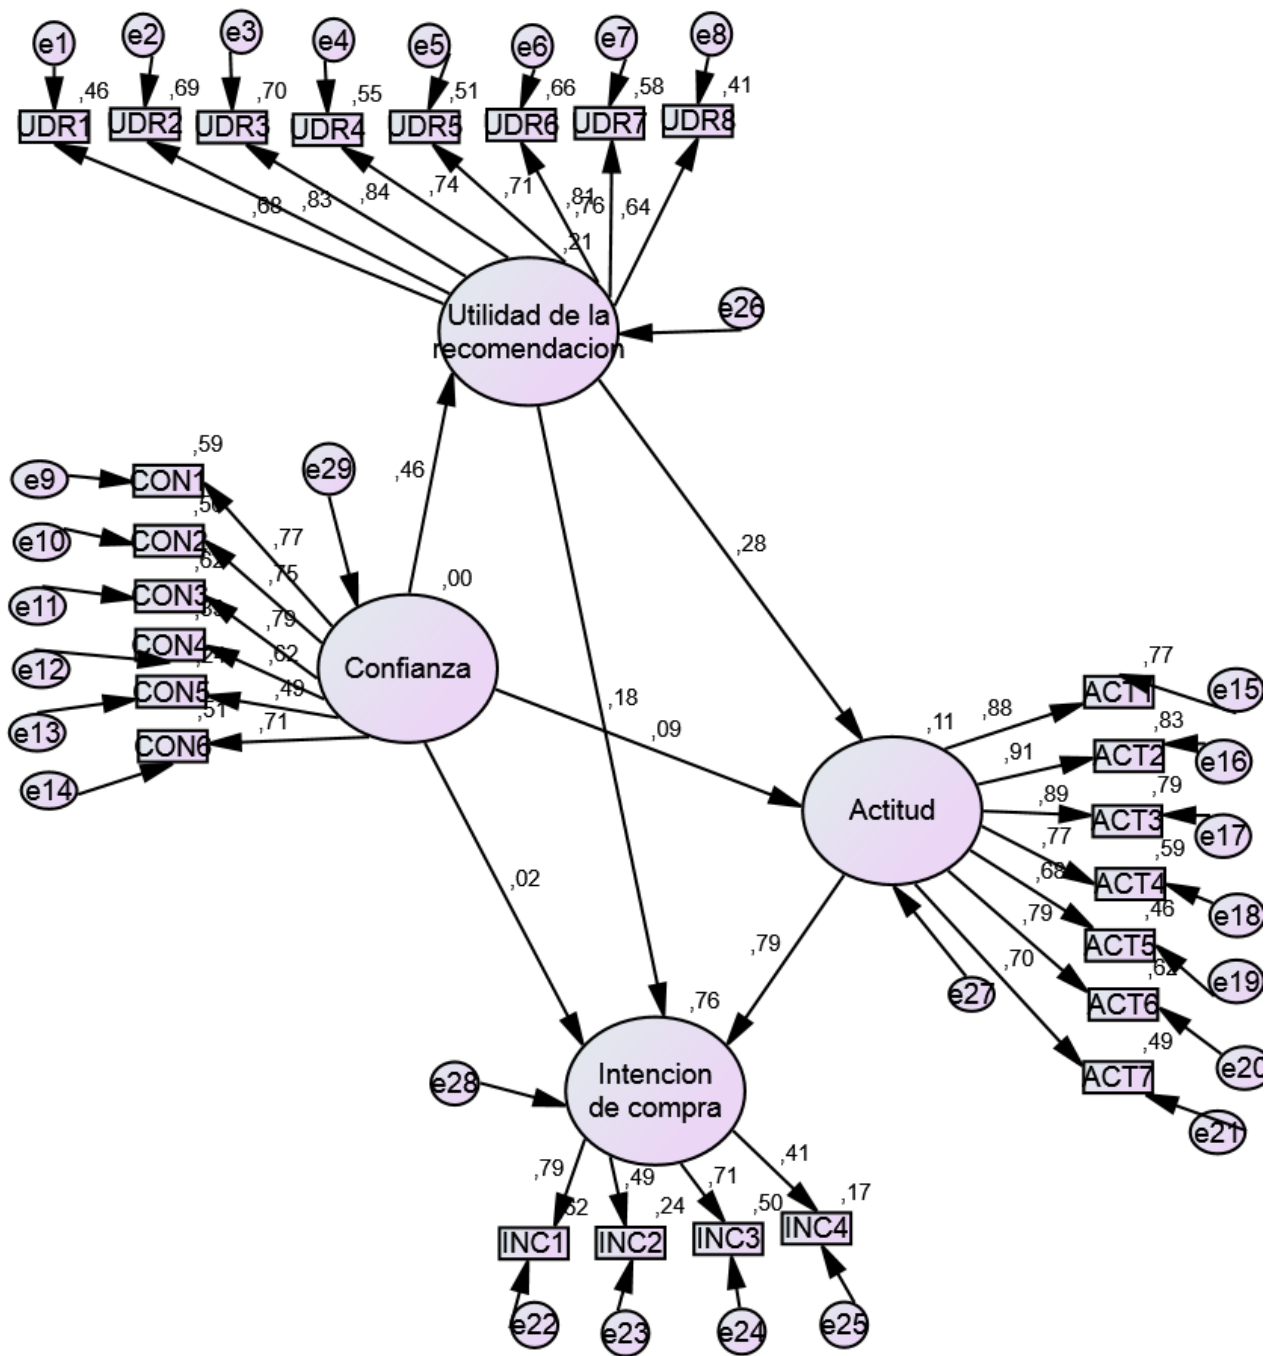 e1 e2 e3 e4 e5 e6 e7 e8
,46 ,69 ,70 ,55 ,51 ,66 ,58 ,41
UDR1 UDR2 UDR3 UDR4 UDR5 UDR6 UDR7 UDR8
,68 ,83 ,84 ,74 ,71 ,81 ,76 ,64
,21
Utilidad de la
recomendacion
e26
,46
,28
,18
e29
,00
Confianza
,09
,02
,59
e9 CON1 ,77
e10 CON2 ,75
,62
e11 CON3 ,79
e12 CON4 ,62
e13 CON5 ,49
,51
e14 CON6 ,71
,11
Actitud
e27
,79
,77
,88 ACT1 e15
,83
,91 ACT2 e16
,79
,89 ACT3 e17
,59
,77 ACT4 e18
,46
,68 ACT5 e19
,62
,79 ACT6 e20
,49
,70 ACT7 e21
,76
Intencion
de compra
e28
,79 ,49 ,71 ,41
,62 ,24 ,50 ,17
INC1 INC2 INC3 INC4
e22 e23 e24 e25